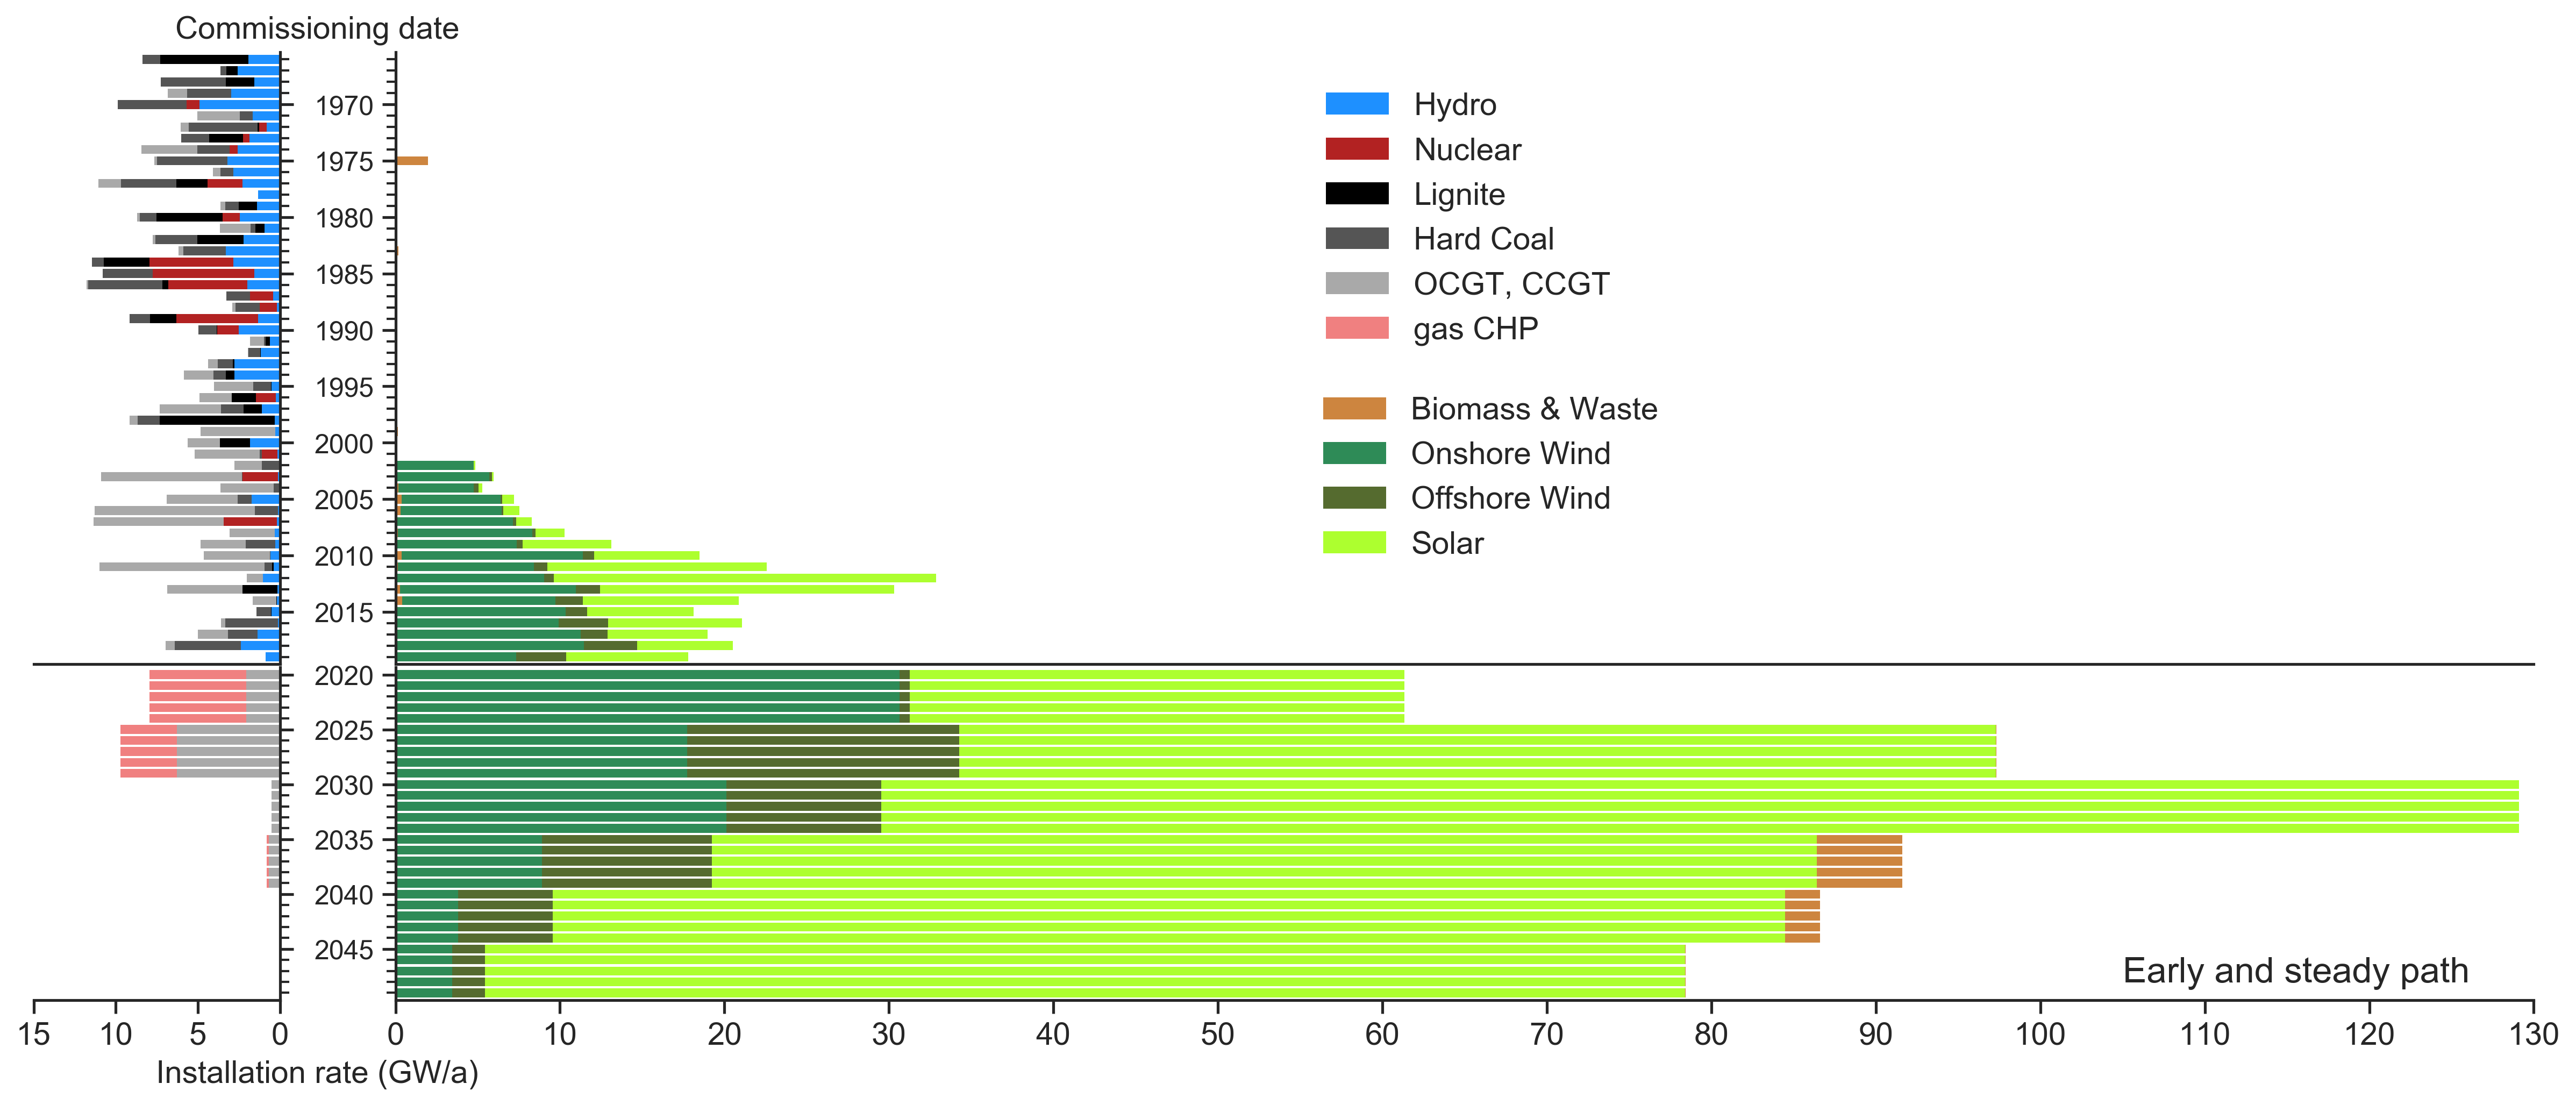 Commissioning date
1970
1975
1980
1985
1990
1995
2000
2005
2010
2015
2020
2025
2030
2035
2040
2045
Hydro
Nuclear
Lignite
Hard Coal
OCGT, CCGT
gas CHP
Biomass & Waste
Onshore Wind
Offshore Wind
Solar
Early and steady path
15 10 5 0
0 10 20 30 40 50 60 70 80 90 100 110 120 130
Installation rate (GW/a)